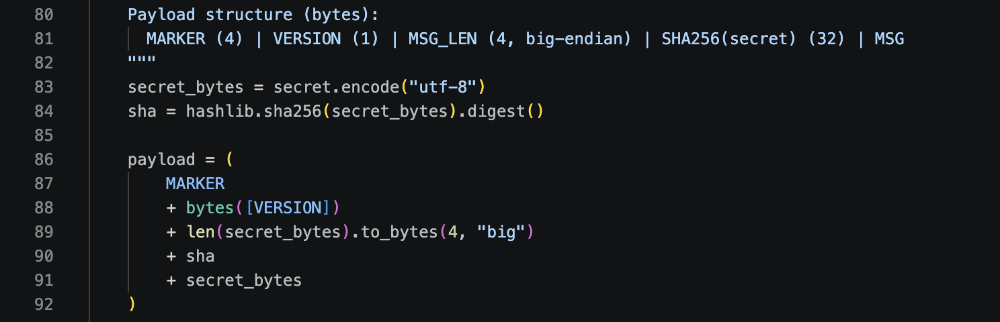 80 Payload structure (bytes):
81 MARKER (4) | VERSION (1) | MSG_LEN (4, big-endian) | SHA256(secret) (32) | MSG
82 """
83 secret_bytes = secret.encode("utf-8")
84 sha = hashlib.sha256(secret_bytes).digest()
85
86 payload = (
87 MARKER
88 + bytes([VERSION])
89 + len(secret_bytes).to_bytes(4, "big")
90 + sha
91 + secret_bytes
92 )